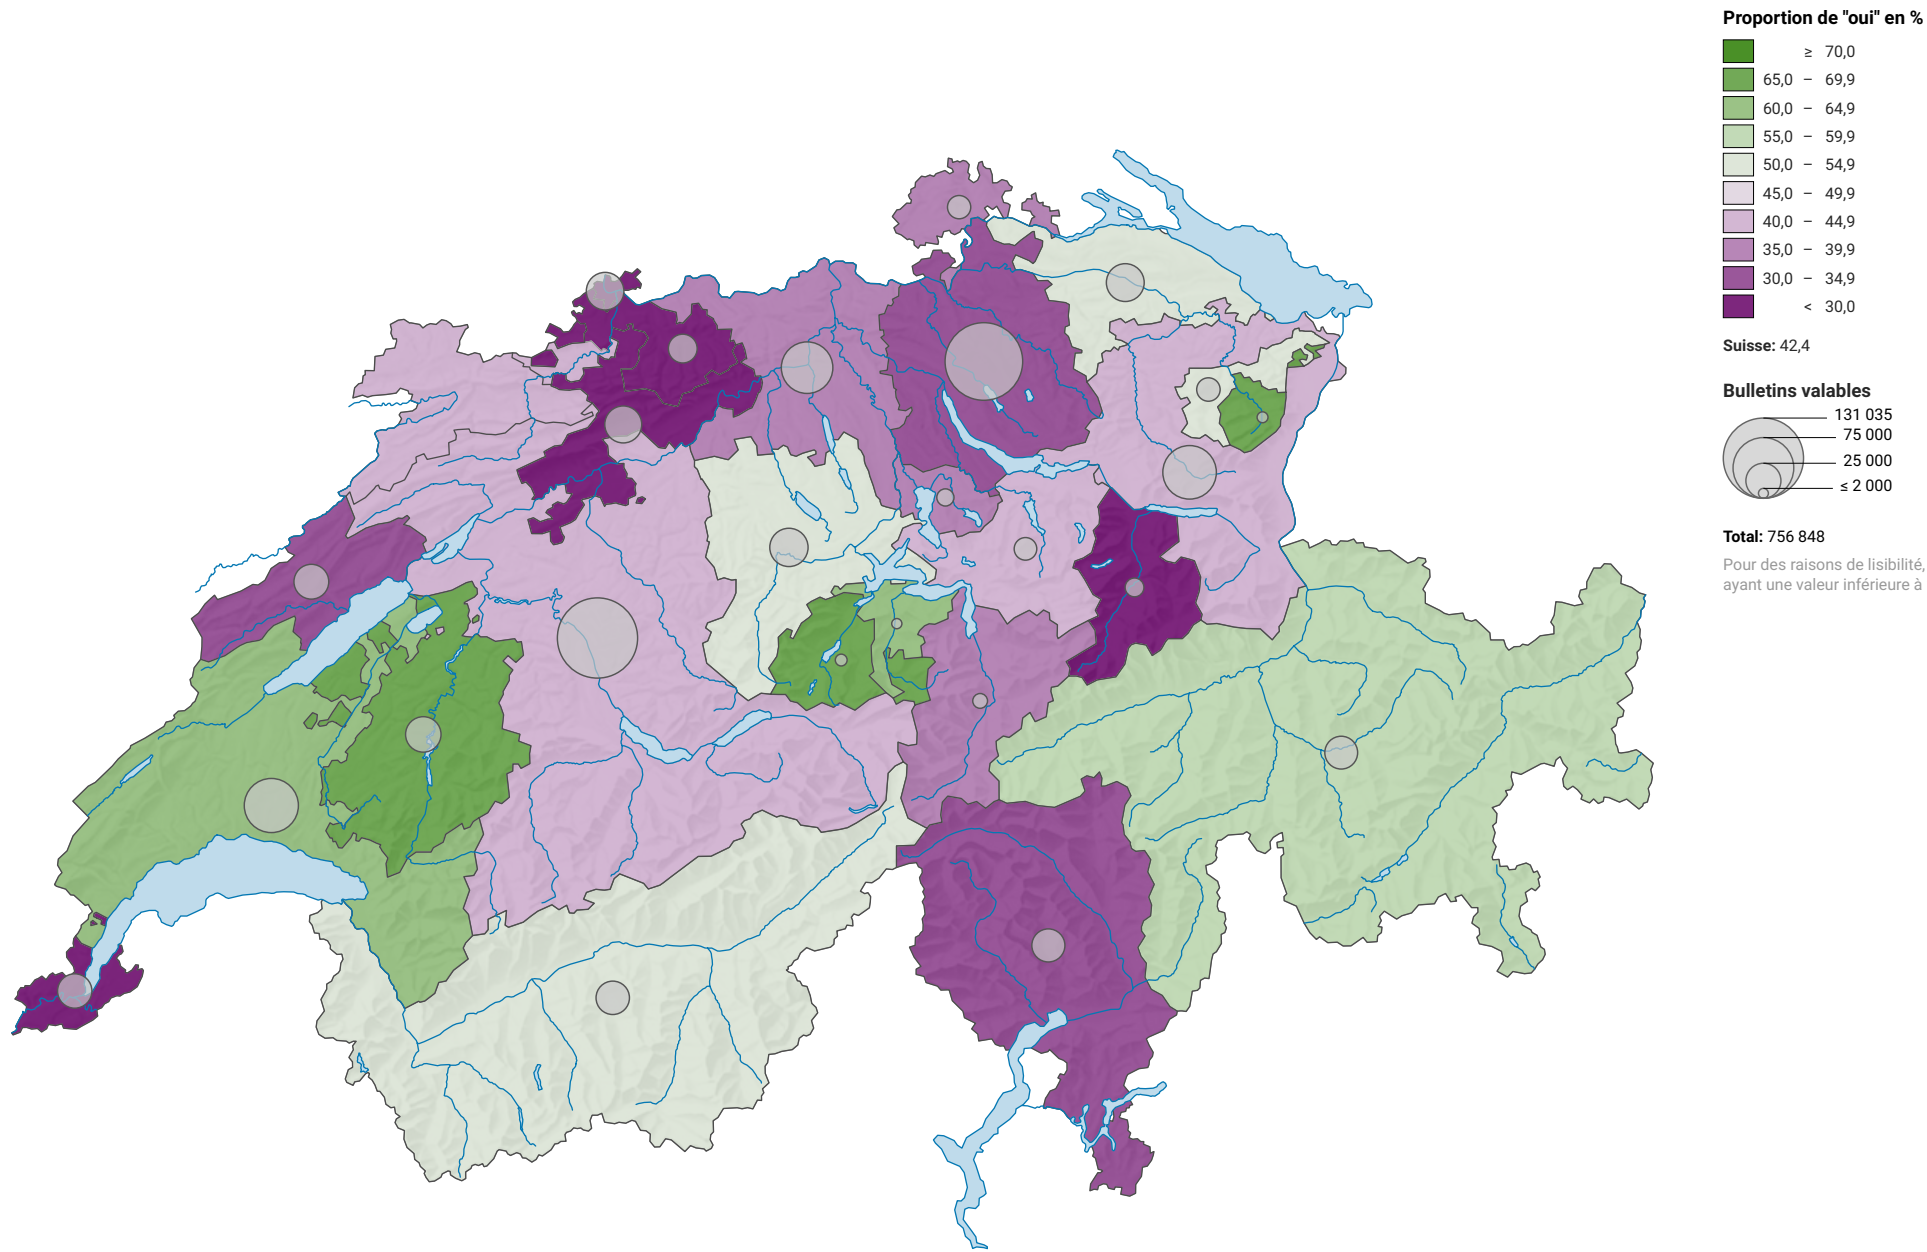 Proportion de "oui" en %
≥ 70,0
65,0 – 69,9
60,0 – 64,9
55,0 – 59,9
50,0 – 54,9
45,0 – 49,9
40,0 – 44,9
35,0 – 39,9
30,0 – 34,9
< 30,0
Suisse: 42,4
Bulletins valables
131 035
75 000
25 000
≤ 2 000
Total: 756 848
Pour des raisons de lisibilité,
ayant une valeur inférieure à